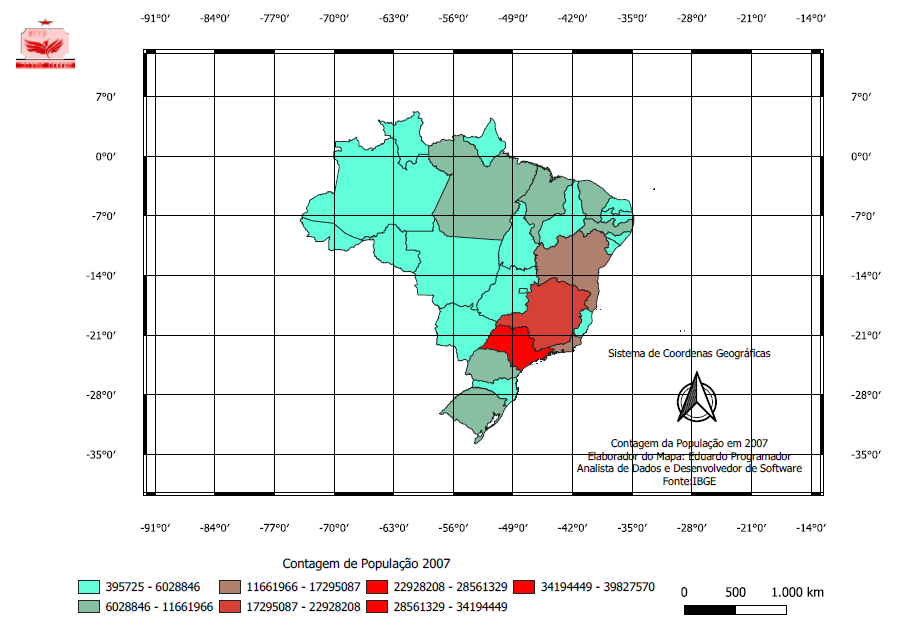 -91°0′ -84°0′ -77°0′ -70°0′ -63°0′ -56°0′ -49°0′ -42°0′ -35°0′ -28°0′ -21°0′ -14°0′
7°0′ 7°0′
0°0′ 0°0′
-7°0′ -7°0′
-14°0′ -14°0′
-21°0′ -21°0′
Sistema de Coordenas Geográficas
-28°0′ -28°0′
Contagem da População em 2007
-35°0′ Elaborador do Mapa: Eduardo Programador -35°0′
Analista de Dados e Desenvolvedor de Software
Fonte:IBGE
-91°0′ -84°0′ -77°0′ -70°0′ -63°0′ -56°0′ -49°0′ -42°0′ -35°0′ -28°0′ -21°0′ -14°0′
Contagem de População 2007
395725 - 6028846 11661966 - 17295087 22928208 - 28561329 34194449 - 39827570
6028846 - 11661966 17295087 - 22928208 28561329 - 34194449
0 500 1.000 km